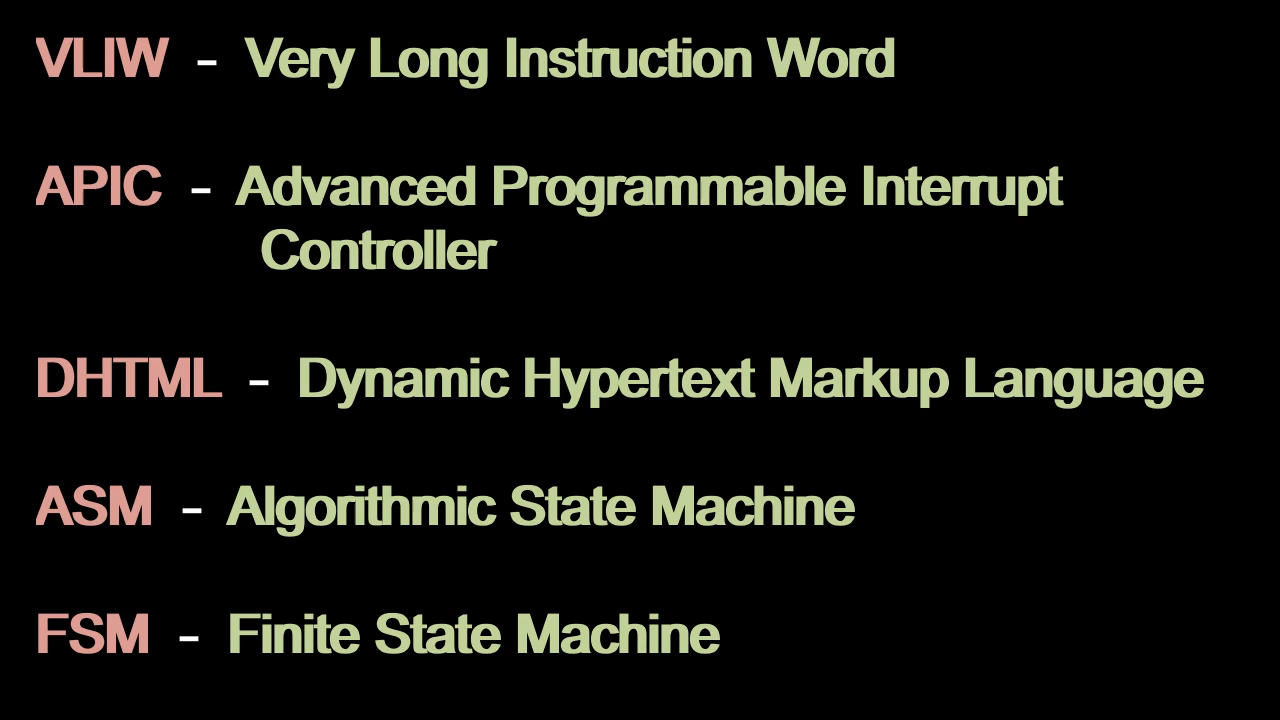 VLIW - Very Long Instruction Word
APIC - Advanced Programmable Interrupt
Controller
DHTML - Dynamic Hypertext Markup Language
ASM - Algorithmic State Machine
FSM - Finite State Machine